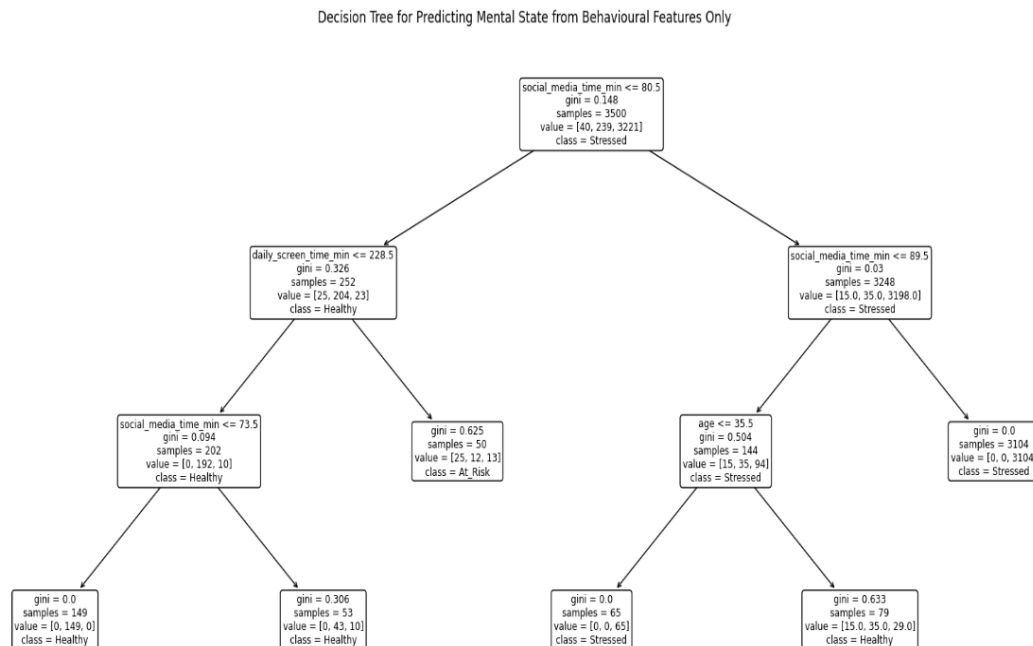 Decision Tree for Predicting Mental State from Behavioural Features Only
social_media_time_min <= 80.5
gini = 0.148
samples = 3500
value = [40, 239, 3221]
class = Stressed
daily_screen_time_min <= 228.5
gini = 0.326
samples = 252
value = [25, 204, 23]
class = Healthy
social_media_time_min <= 89.5
gini = 0.03
samples = 3248
value = [15.0, 35.0, 3198.0]
class = Stressed
social_media_time_min <= 73.5
gini = 0.094
samples = 202
value = [0, 192, 10]
class = Healthy
gini = 0.625
samples = 50
value = [25, 12, 13]
class = At_Risk
age <= 35.5
gini = 0.504
samples = 144
value = [15, 35, 94]
class = Stressed
gini = 0.0
samples = 3104
value = [0, 0, 3104]
class = Stressed
gini = 0.0
samples = 149
value = [0, 149, 0]
class = Healthy
gini = 0.306
samples = 53
value = [0, 43, 10]
class = Healthy
gini = 0.0
samples = 65
value = [0, 0, 65]
class = Stressed
gini = 0.633
samples = 79
value = [15.0, 35.0, 29.0]
class = Healthy